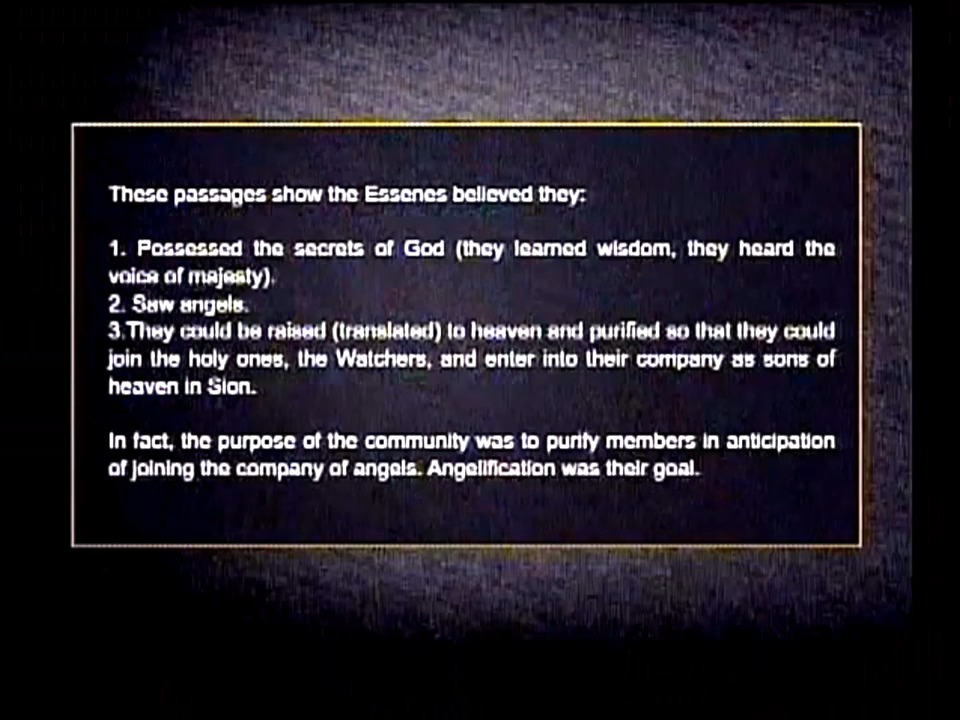 These passages show the Essenes believed they:
1. Possessed the secrets of God (they learned wisdom, they heard the
voice of majesty).
2. Saw angels.
3.They could be raised (translated) to heaven and purified so that they could
join the holy ones, the Watchers, and enter into their company as sons of
heaven in Sion.
In fact, the purpose of the community was to purify members in anticipation
of joining the company of angels. Angelification was their goal.